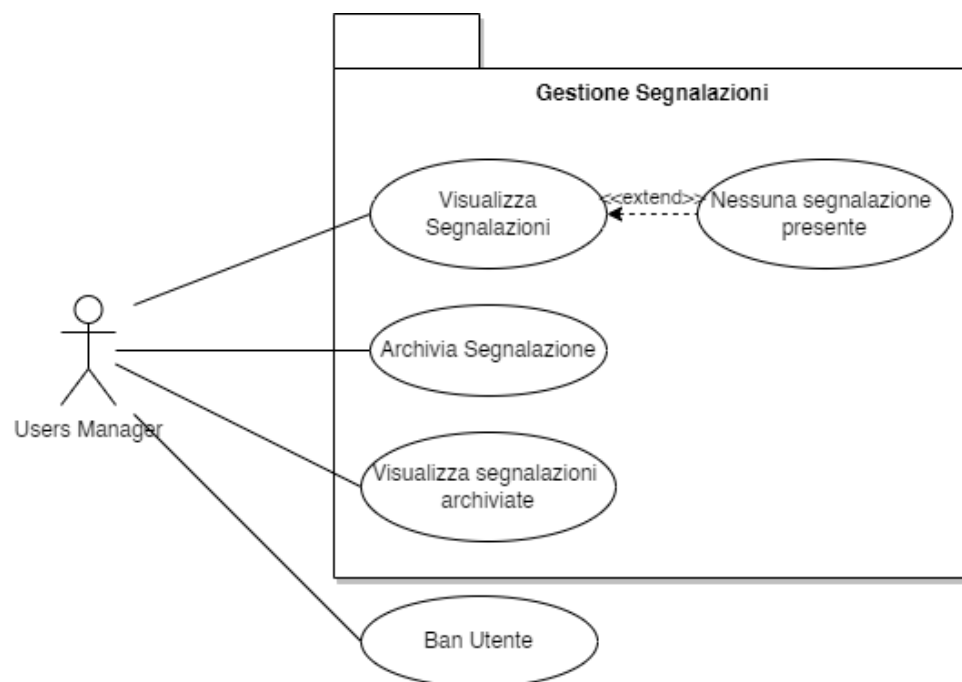 Gestione Segnalazioni
Visualizza
Segnalazioni
<<extend>>
Nessuna segnalazione
presente
Archivia Segnalazione
Users Manager
Visualizza segnalazioni
archiviate
Ban Utente